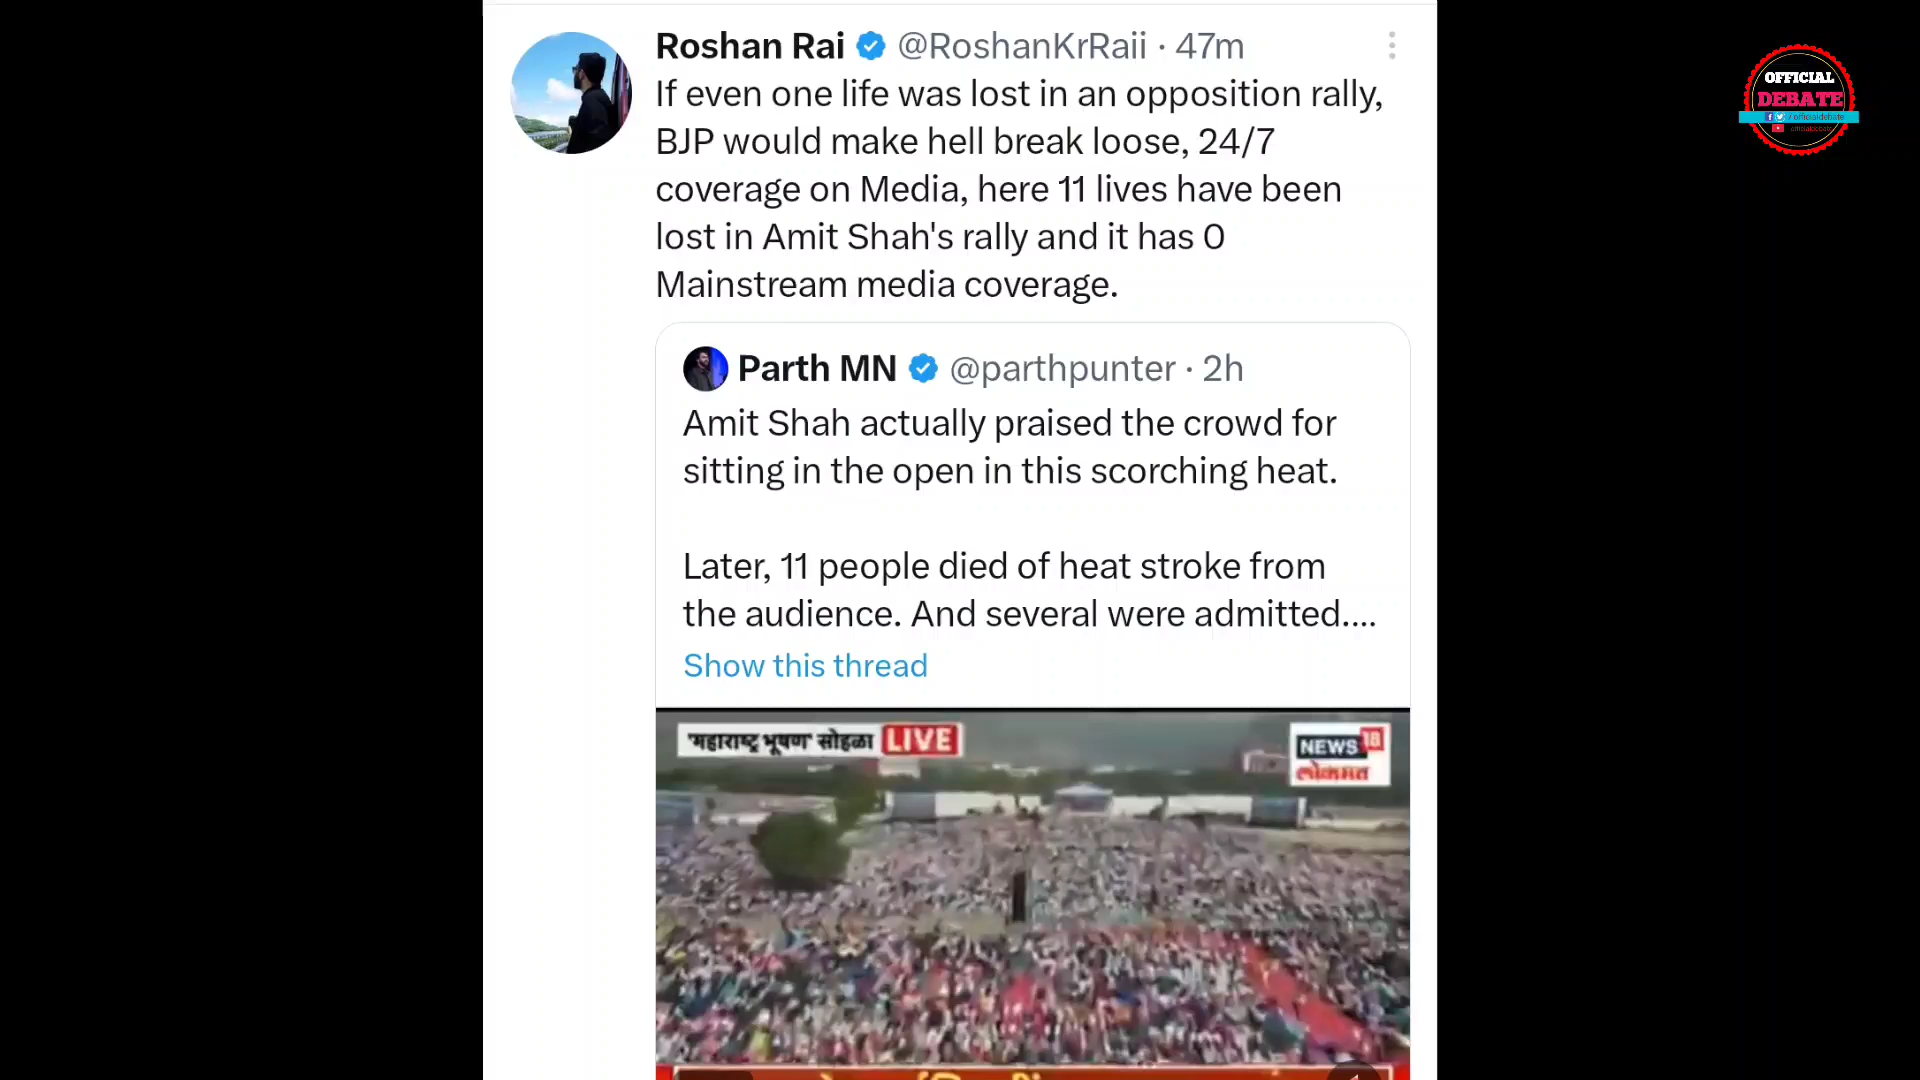 Roshan Rai @RoshanKrRaii · 47m
If even one life was lost in an opposition rally,
BJP would make hell break loose, 24/7
coverage on Media, here 11 lives have been
lost in Amit Shah's rally and it has 0
Mainstream media coverage.
Parth MN @parthpunter · 2h
Amit Shah actually praised the crowd for
sitting in the open in this scorching heat.
Later, 11 people died of heat stroke from
the audience. And several were admitted....
Show this thread
'महाराष्ट्र भूषण' सोहळा LIVE
NEWS 18
लोकमत
OFFICIAL
DEBATE
/officialdebate